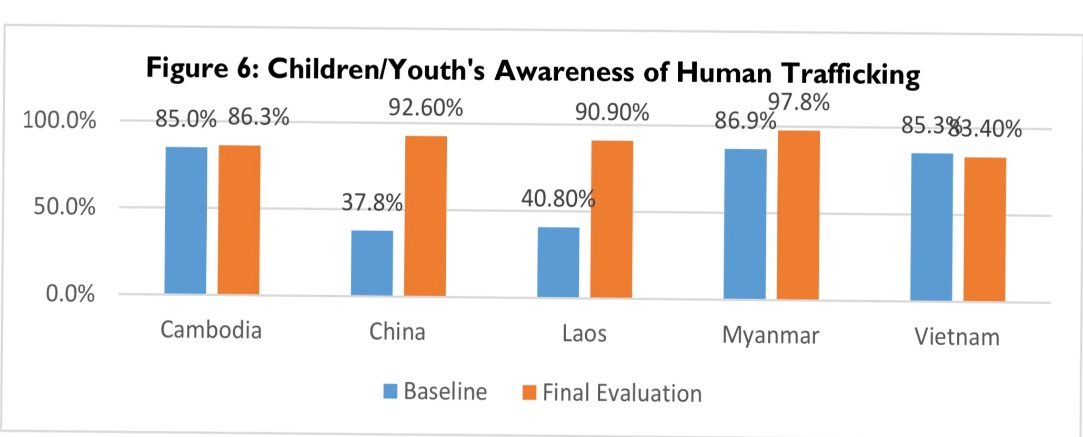 Figure 6: Children/Youth's Awareness of Human Trafficking
100.0%
50.0%
0.0%
85.0% 86.3%
37.8% 92.60%
40.80% 90.90%
86.9% 97.8%
85.3% 83.40%
Cambodia China Laos Myanmar Vietnam
Baseline Final Evaluation